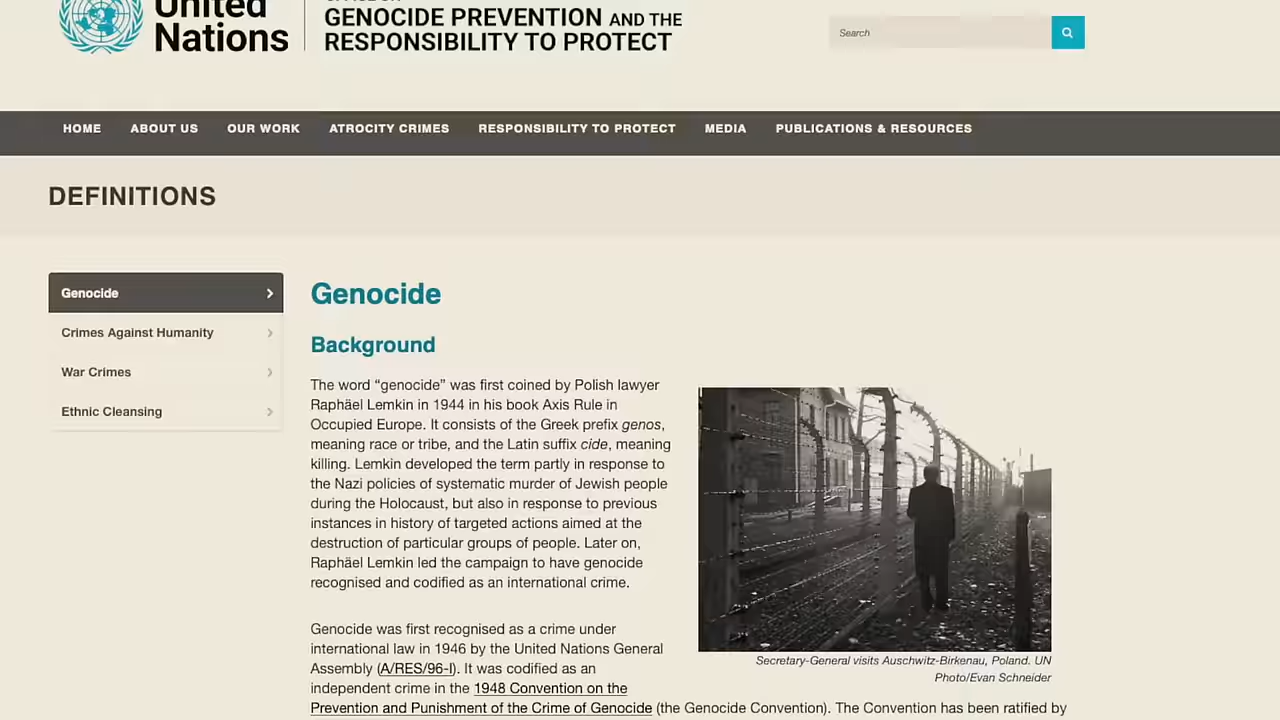 United
Nations
GENOCIDE PREVENTION AND THE
RESPONSIBILITY TO PROTECT
Search
HOME ABOUT US OUR WORK ATROCITY CRIMES RESPONSIBILITY TO PROTECT MEDIA PUBLICATIONS & RESOURCES
DEFINITIONS
Genocide
Crimes Against Humanity
War Crimes
Ethnic Cleansing
Genocide
Background
The word “genocide” was first coined by Polish lawyer
Raphäel Lemkin in 1944 in his book Axis Rule in
Occupied Europe. It consists of the Greek prefix genos,
meaning race or tribe, and the Latin suffix cide, meaning
killing. Lemkin developed the term partly in response to
the Nazi policies of systematic murder of Jewish people
during the Holocaust, but also in response to previous
instances in history of targeted actions aimed at the
destruction of particular groups of people. Later on,
Raphäel Lemkin led the campaign to have genocide
recognised and codified as an international crime.
Secretary-General visits Auschwitz-Birkenau, Poland. UN
Photo/Evan Schneider
Genocide was first recognised as a crime under
international law in 1946 by the United Nations General
Assembly (A/RES/96-I). It was codified as an
independent crime in the 1948 Convention on the
Prevention and Punishment of the Crime of Genocide (the Genocide Convention). The Convention has been ratified by